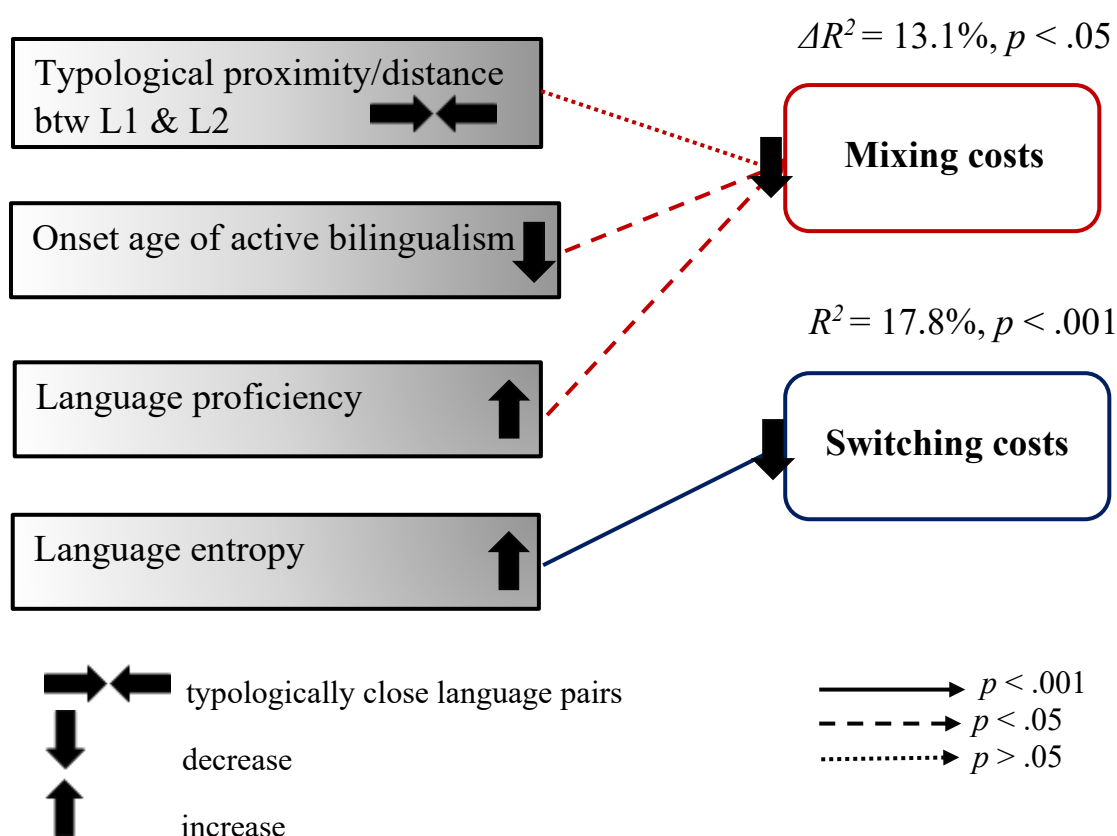 ΔR² = 13.1%, p < .05
Typological proximity/distance
btw L1 & L2
Mixing costs
Onset age of active bilingualism
R² = 17.8%, p < .001
Language proficiency
Switching costs
Language entropy
typologically close language pairs
p < .001
p < .05
decrease
p > .05
increase